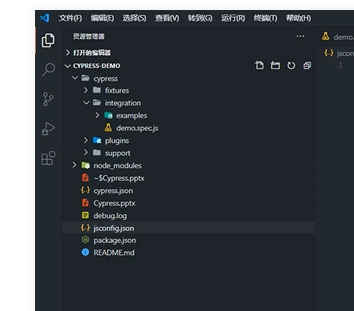 文件(F) 编辑(E) 选择(S) 查看(V) 转到(G) 运行(R) 终端(T) 帮助(H)
资源管理器 ···
打开的编辑器
CYPRESS-DEMO
cypress
fixtures
integration
examples
demo.spec.js
plugins
support
node_modules
~$Cypress.pptx
cypress.json
Cypress.pptx
debug.log
jsconfig.json
package.json
README.md
demo.
jscon
1